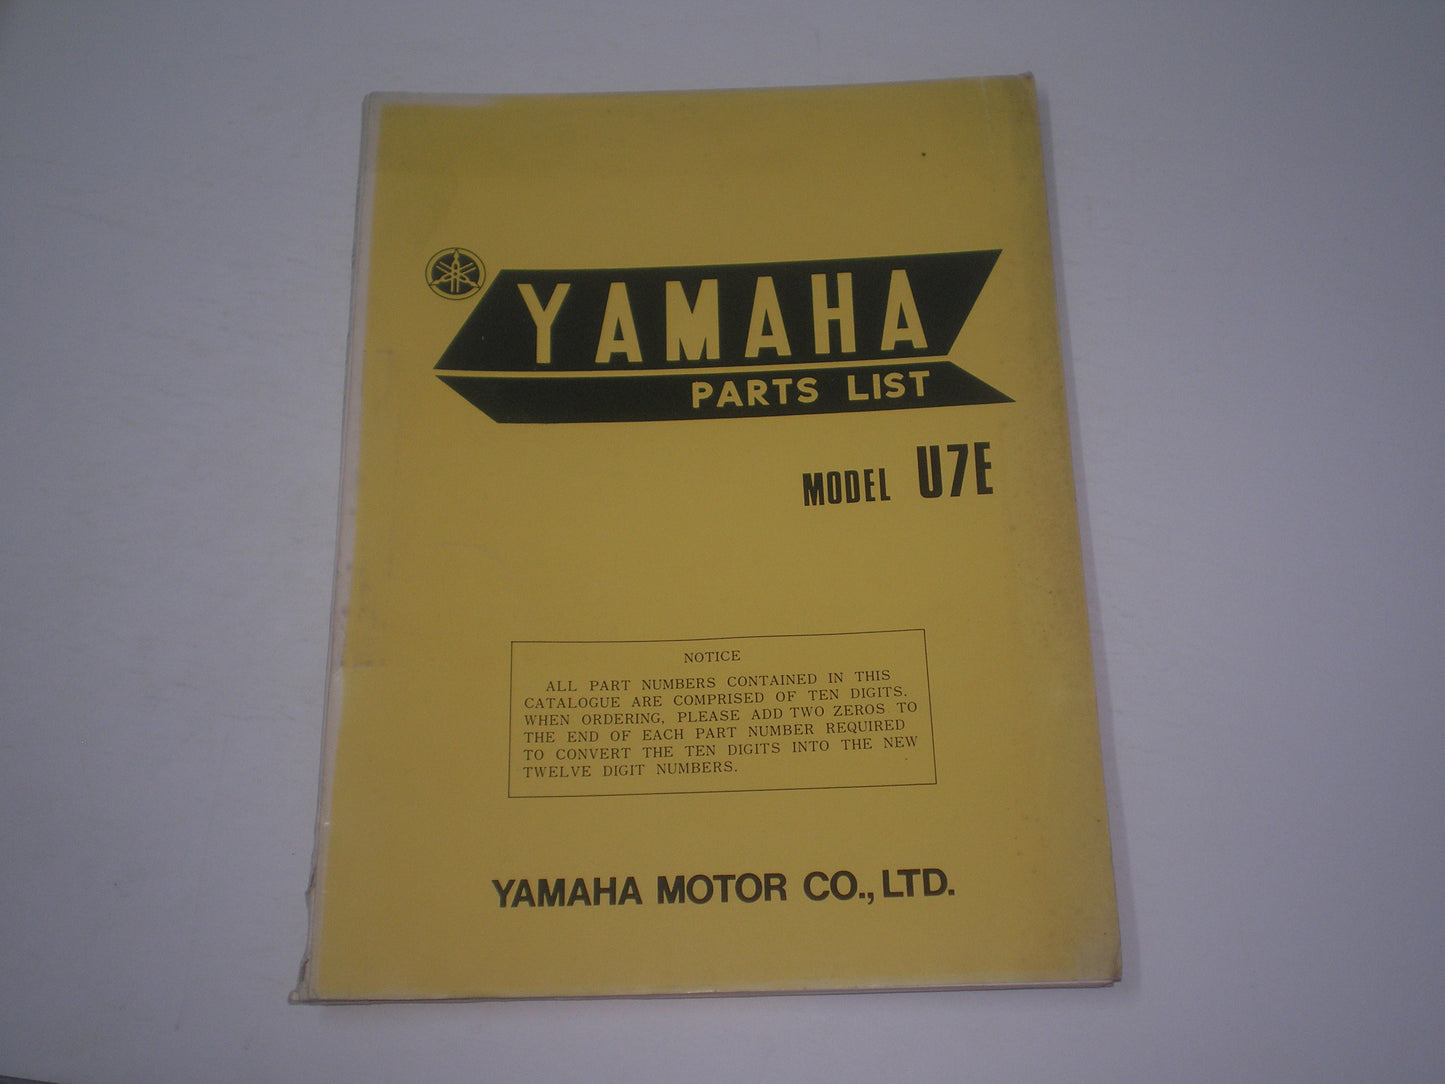 YAMAHA
PARTS LIST
MODEL U7E
NOTICE
ALL PART NUMBERS CONTAINED IN THIS
CATALOGUE ARE COMPRISED OF TEN DIGITS.
WHEN ORDERING, PLEASE ADD TWO ZEROS TO
THE END OF EACH PART NUMBER REQUIRED
TO CONVERT THE TEN DIGITS INTO THE NEW
TWELVE DIGIT NUMBERS.
YAMAHA MOTOR CO., LTD.